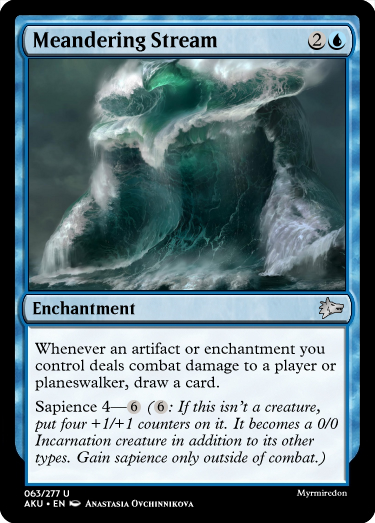 Meandering Stream 2
Enchantment
Whenever an artifact or enchantment you
control deals combat damage to a player or
planeswalker, draw a card.
Sapience 4—6 (6: If this isn't a creature,
put four +1/+1 counters on it. It becomes a 0/0
Incarnation creature in addition to its other
types. Gain sapience only outside of combat.)
063/277 U
Myrmiredon
AKU • EN Anastasia Ovchinnikova